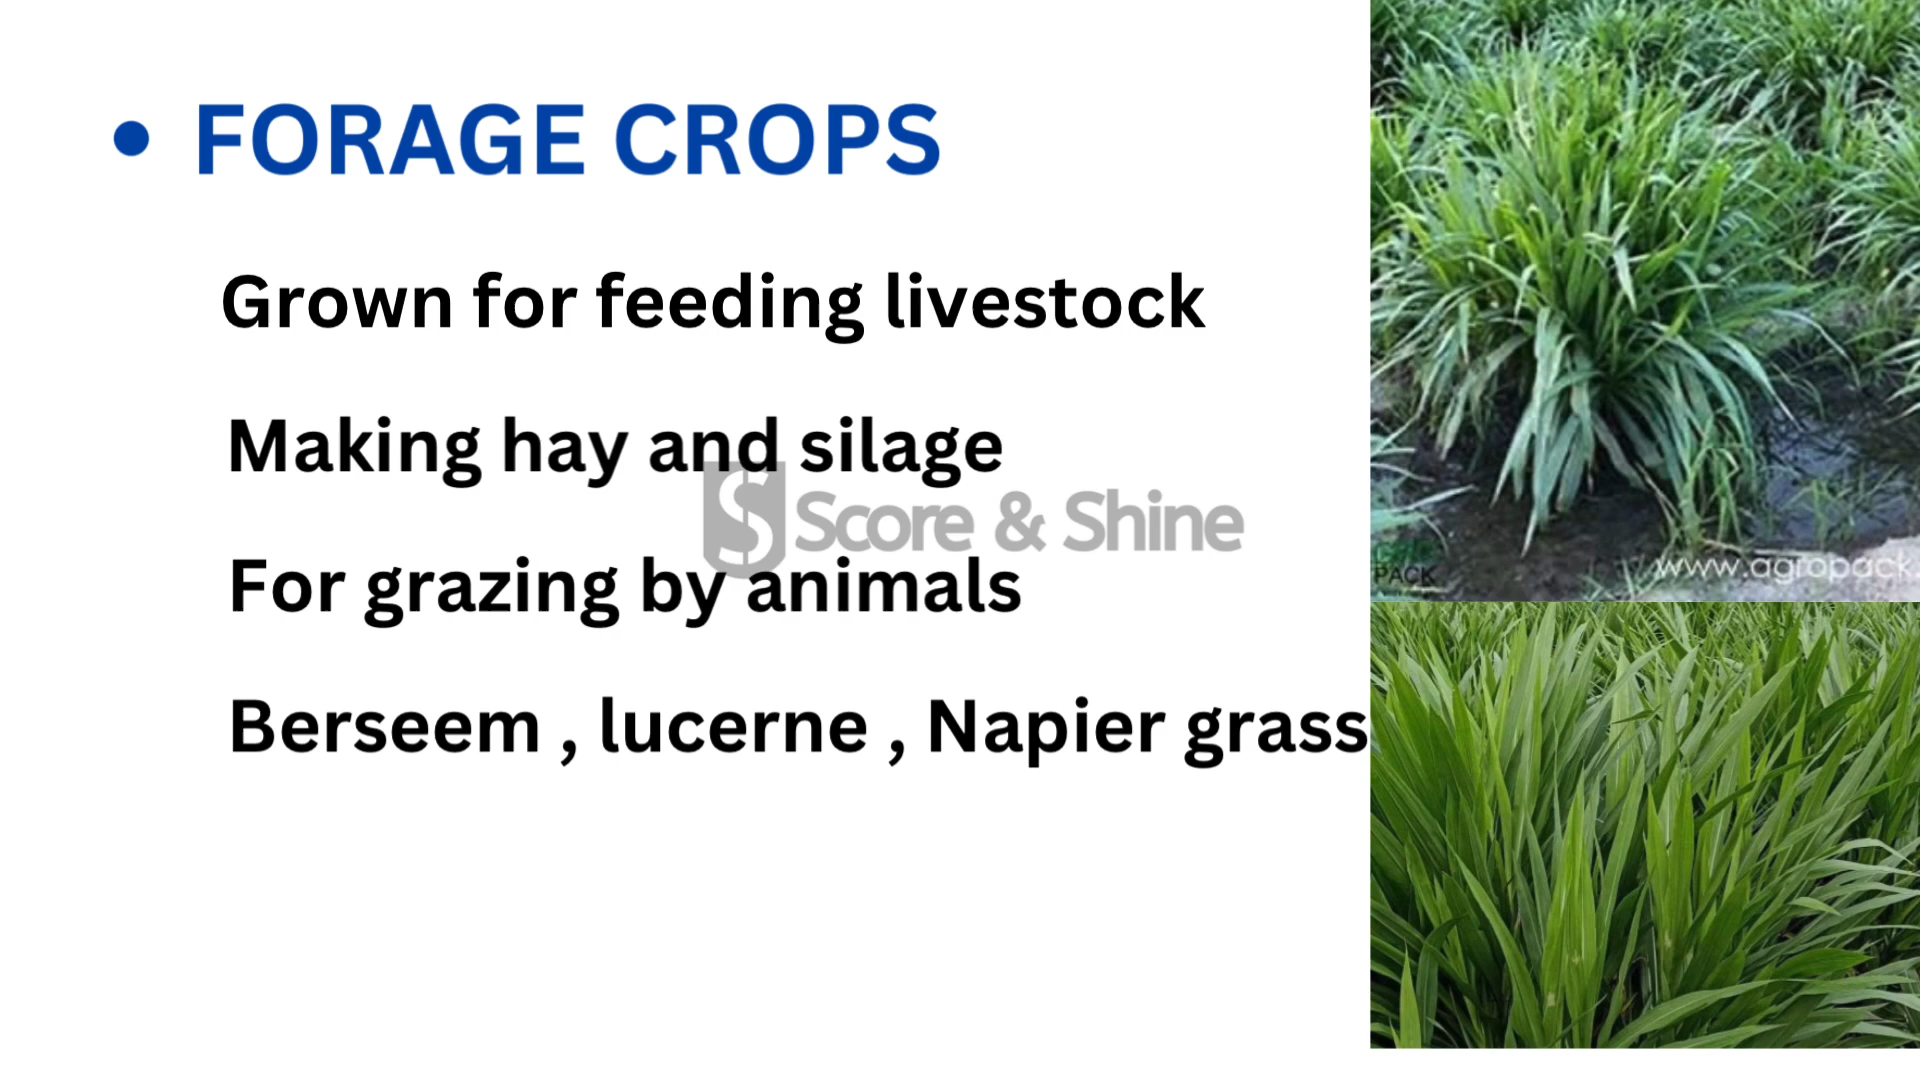 • FORAGE CROPS
Grown for feeding livestock
Making hay and silage
Score & Shine
For grazing by animals
Berseem , lucerne , Napier grass
PACK
www.agropack.